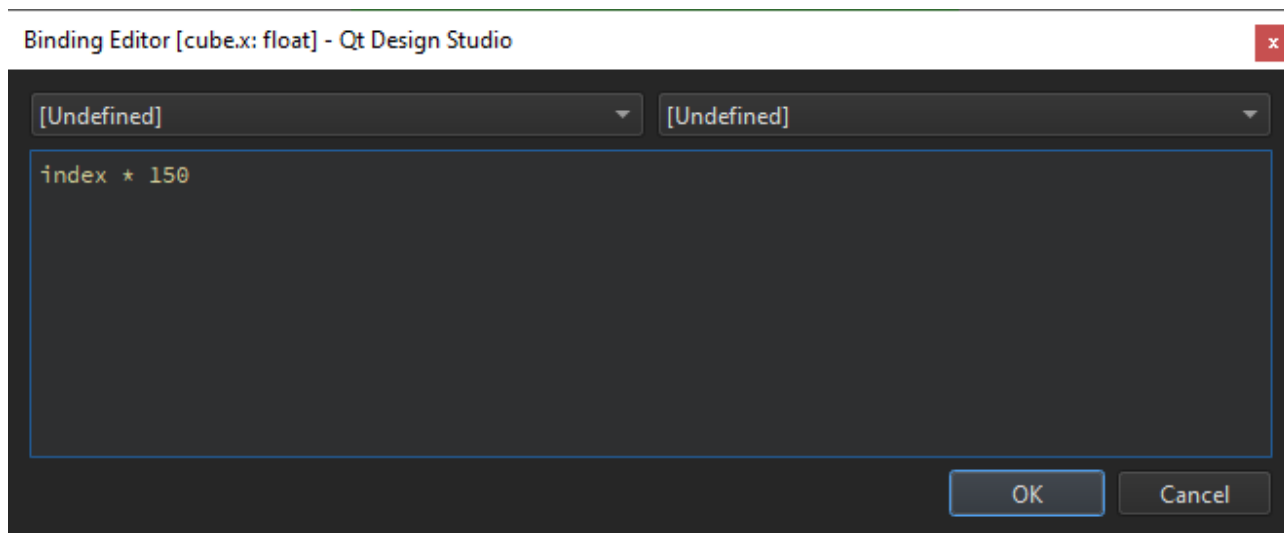 Binding Editor [cube.x: float] - Qt Design Studio
x
[Undefined] [Undefined]
index * 150
OK Cancel